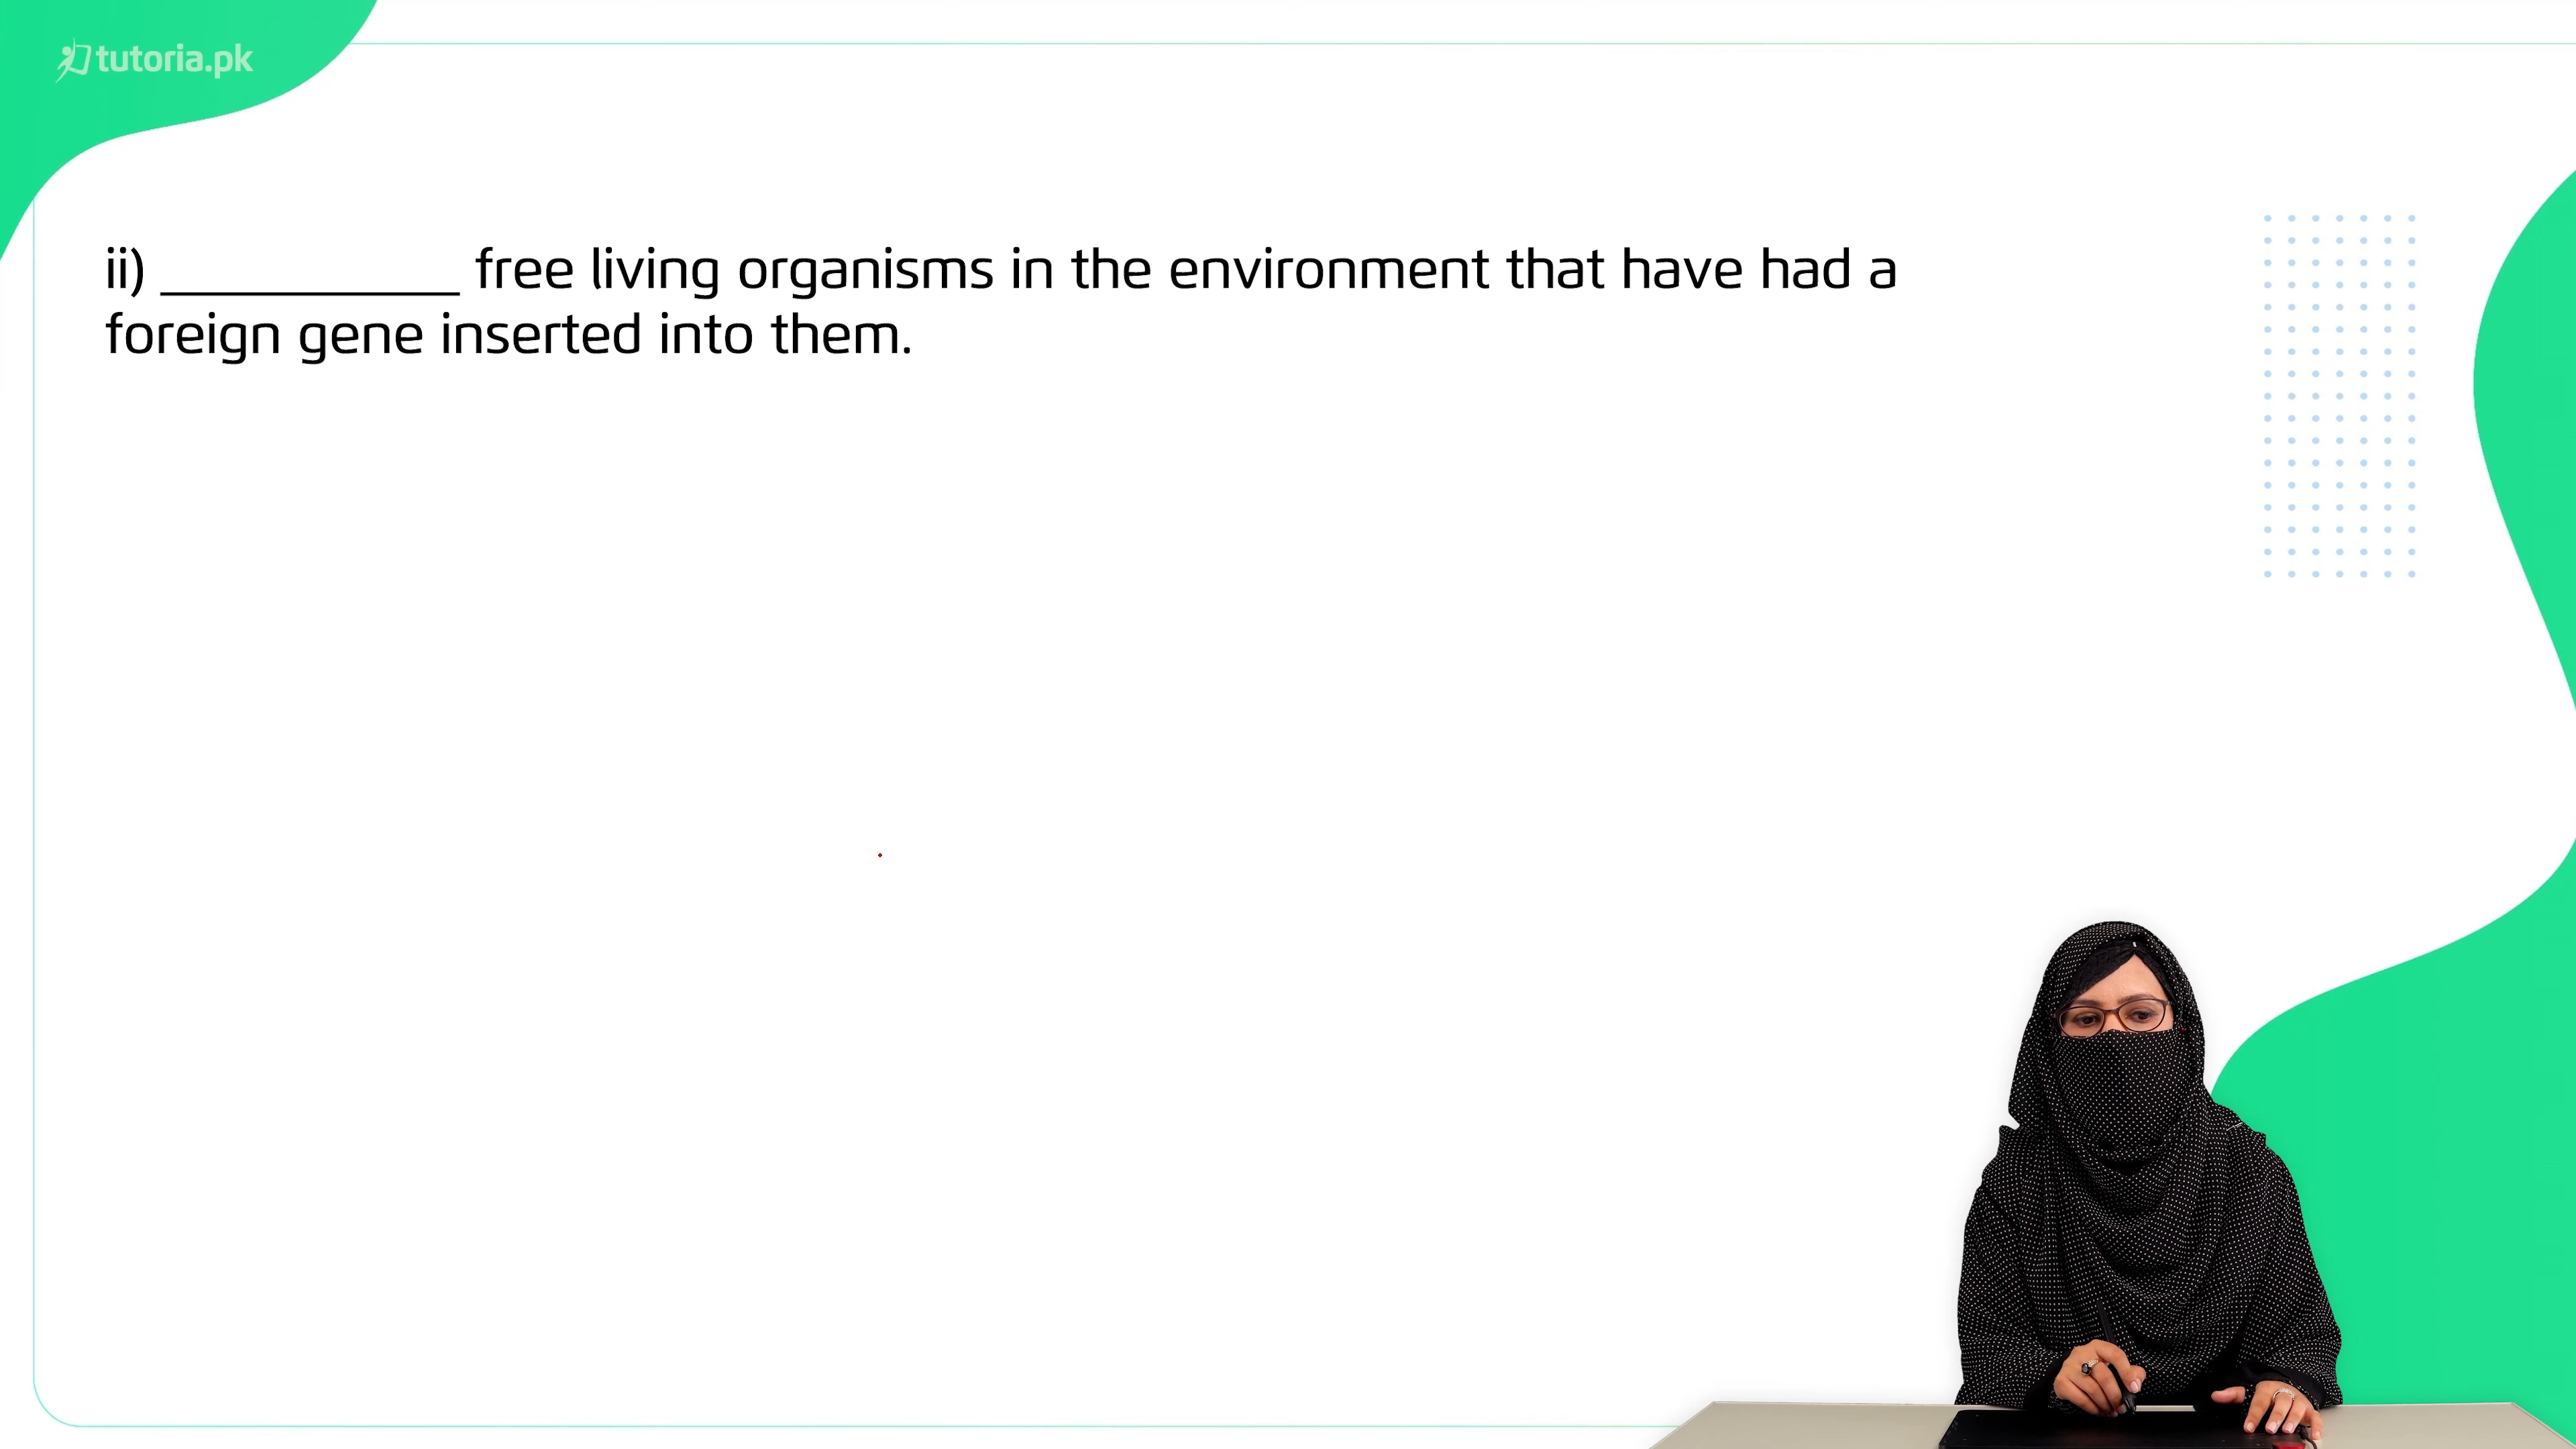 tutoria.pk
ii) ____________ free living organisms in the environment that have had a
foreign gene inserted into them.